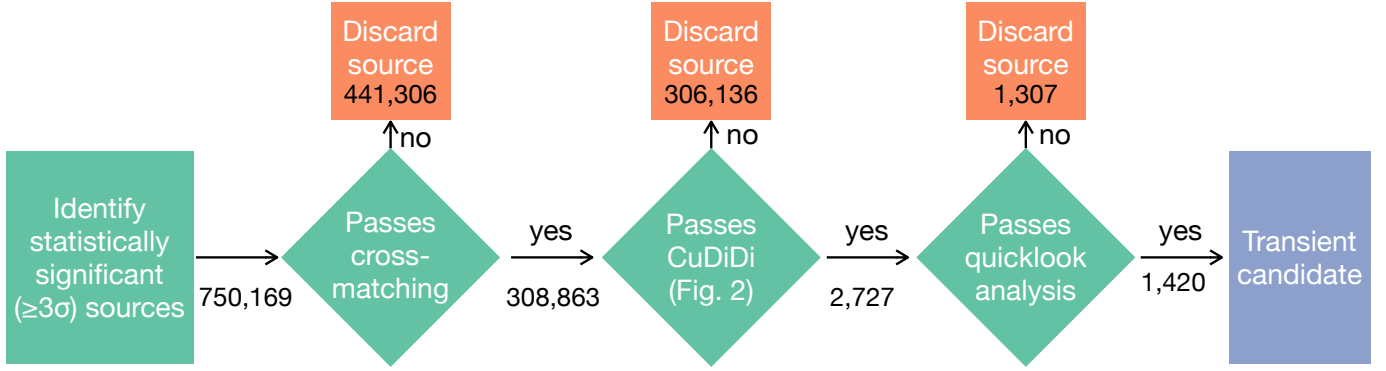 Discard
source
441,306
Discard
source
306,136
Discard
source
1,307
no
no
no
Identify
statistically
significant
(≥3σ) sources
750,169
Passes
cross-
matching
yes
308,863
Passes
CuDiDi
(Fig. 2)
yes
2,727
Passes
quicklook
analysis
yes
1,420
Transient
candidate